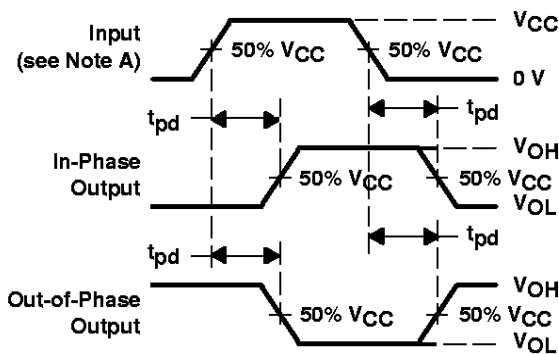 VCC
Input
(see Note A)
50% VCC
50% VCC
0 V
tpd
tpd
VOH
In-Phase
Output
50% VCC
50% VCC
VOL
tpd
tpd
VOH
Out-of-Phase
Output
50% VCC
50% VCC
VOL